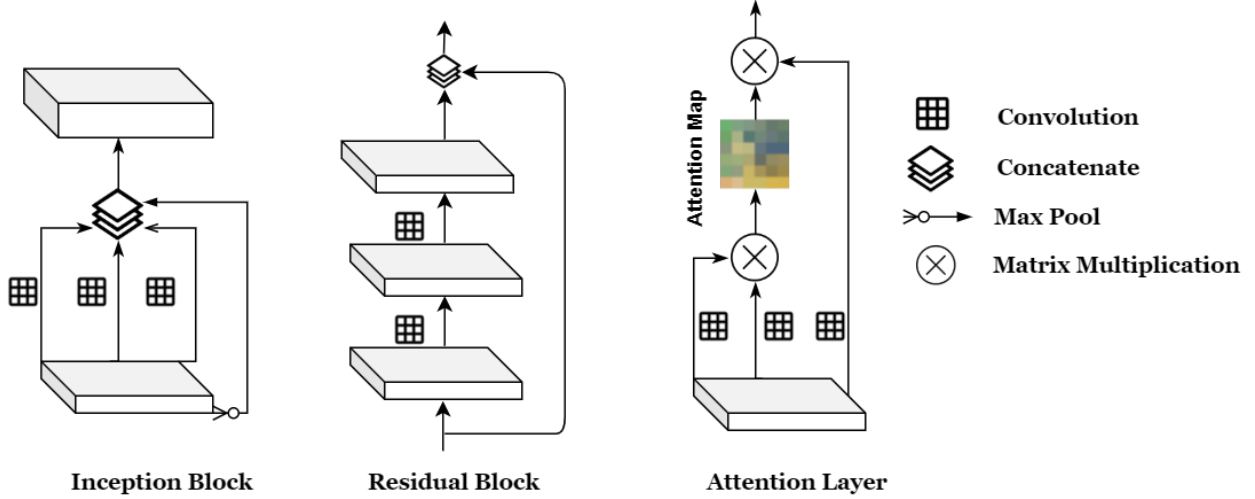 Attention Map
Convolution
Concatenate
Max Pool
Matrix Multiplication
Inception Block
Residual Block
Attention Layer